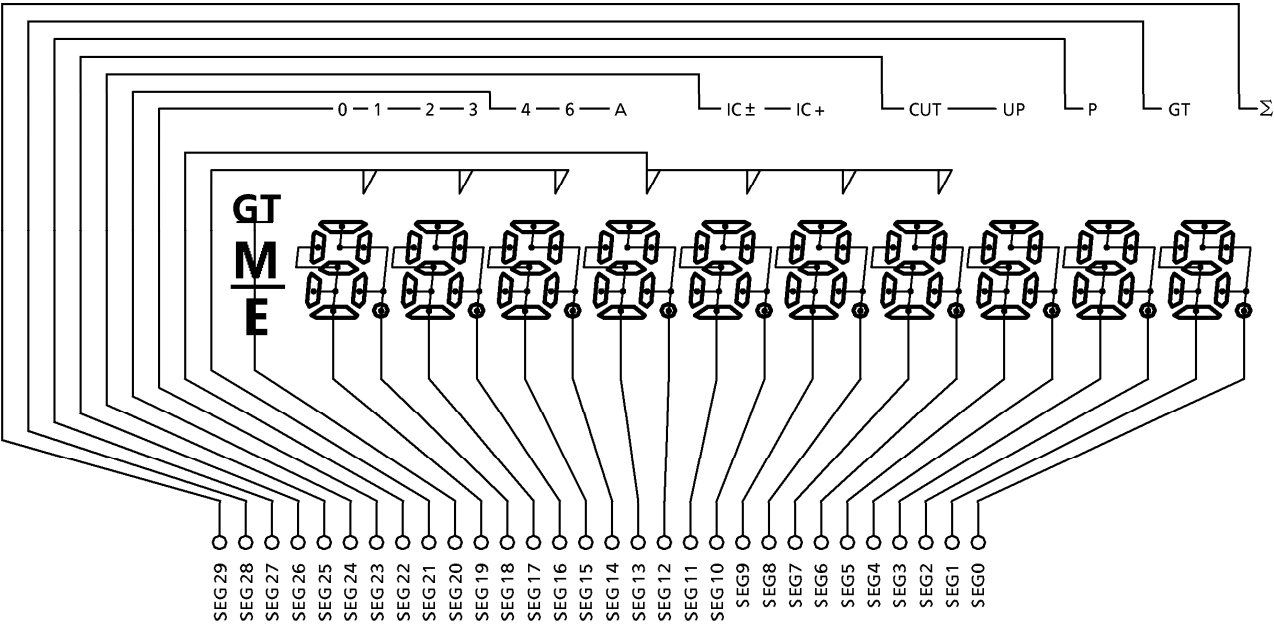 0 1 2 3 4 6 A IC± IC+ CUT UP P GT Σ
GT
M
E
SEG29 SEG28 SEG27 SEG26 SEG25 SEG24 SEG23 SEG22 SEG21 SEG20 SEG19 SEG18 SEG17 SEG16 SEG15 SEG14 SEG13 SEG12 SEG11 SEG10 SEG9 SEG8 SEG7 SEG6 SEG5 SEG4 SEG3 SEG2 SEG1 SEG0